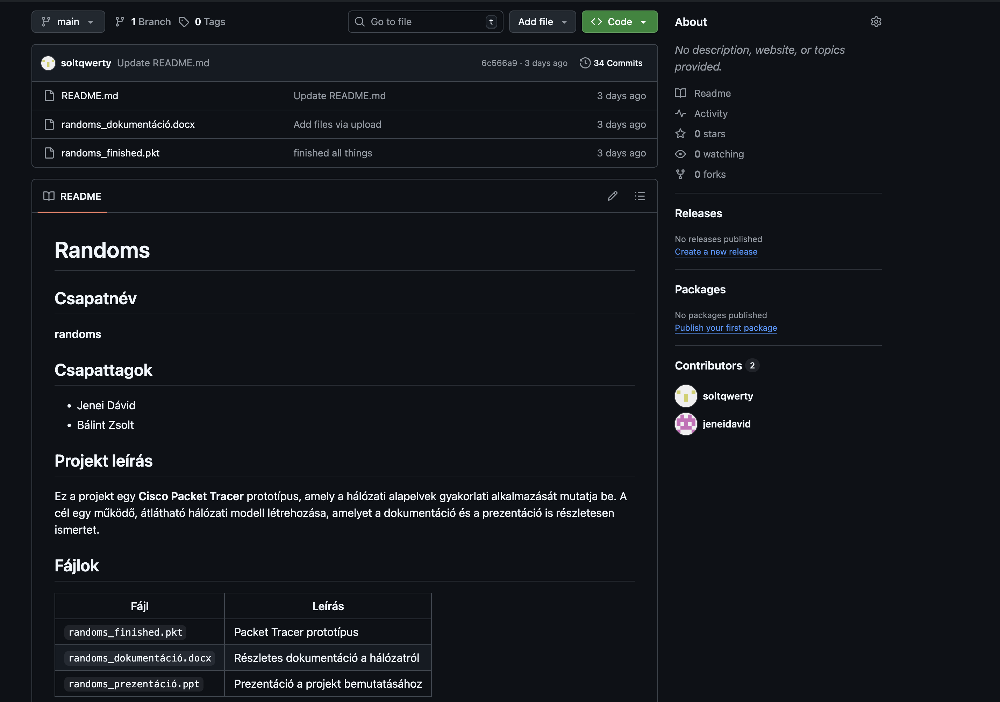 main
1 Branch
0 Tags
Go to file
t
Add file
Code
soltqwerty Update README.md
6c566a9 · 3 days ago
34 Commits
README.md Update README.md 3 days ago
randoms_dokumentáció.docx Add files via upload 3 days ago
randoms_finished.pkt finished all things 3 days ago
README
Randoms
Csapatnév
randoms
Csapattagok
• Jenei Dávid
• Bálint Zsolt
Projekt leírás
Ez a projekt egy Cisco Packet Tracer prototípus, amely a hálózati alapelvek gyakorlati alkalmazását mutatja be. A
cél egy működő, átlátható hálózati modell létrehozása, amelyet a dokumentáció és a prezentáció is részletesen
ismertet.
Fájlok
Fájl Leírás
randoms_finished.pkt Packet Tracer prototípus
randoms_dokumentáció.docx Részletes dokumentáció a hálózatról
randoms_prezentáció.ppt Prezentáció a projekt bemutatásához
About
No description, website, or topics
provided.
Readme
Activity
0 stars
0 watching
0 forks
Releases
No releases published
Create a new release
Packages
No packages published
Publish your first package
Contributors 2
soltqwerty
jeneidavid